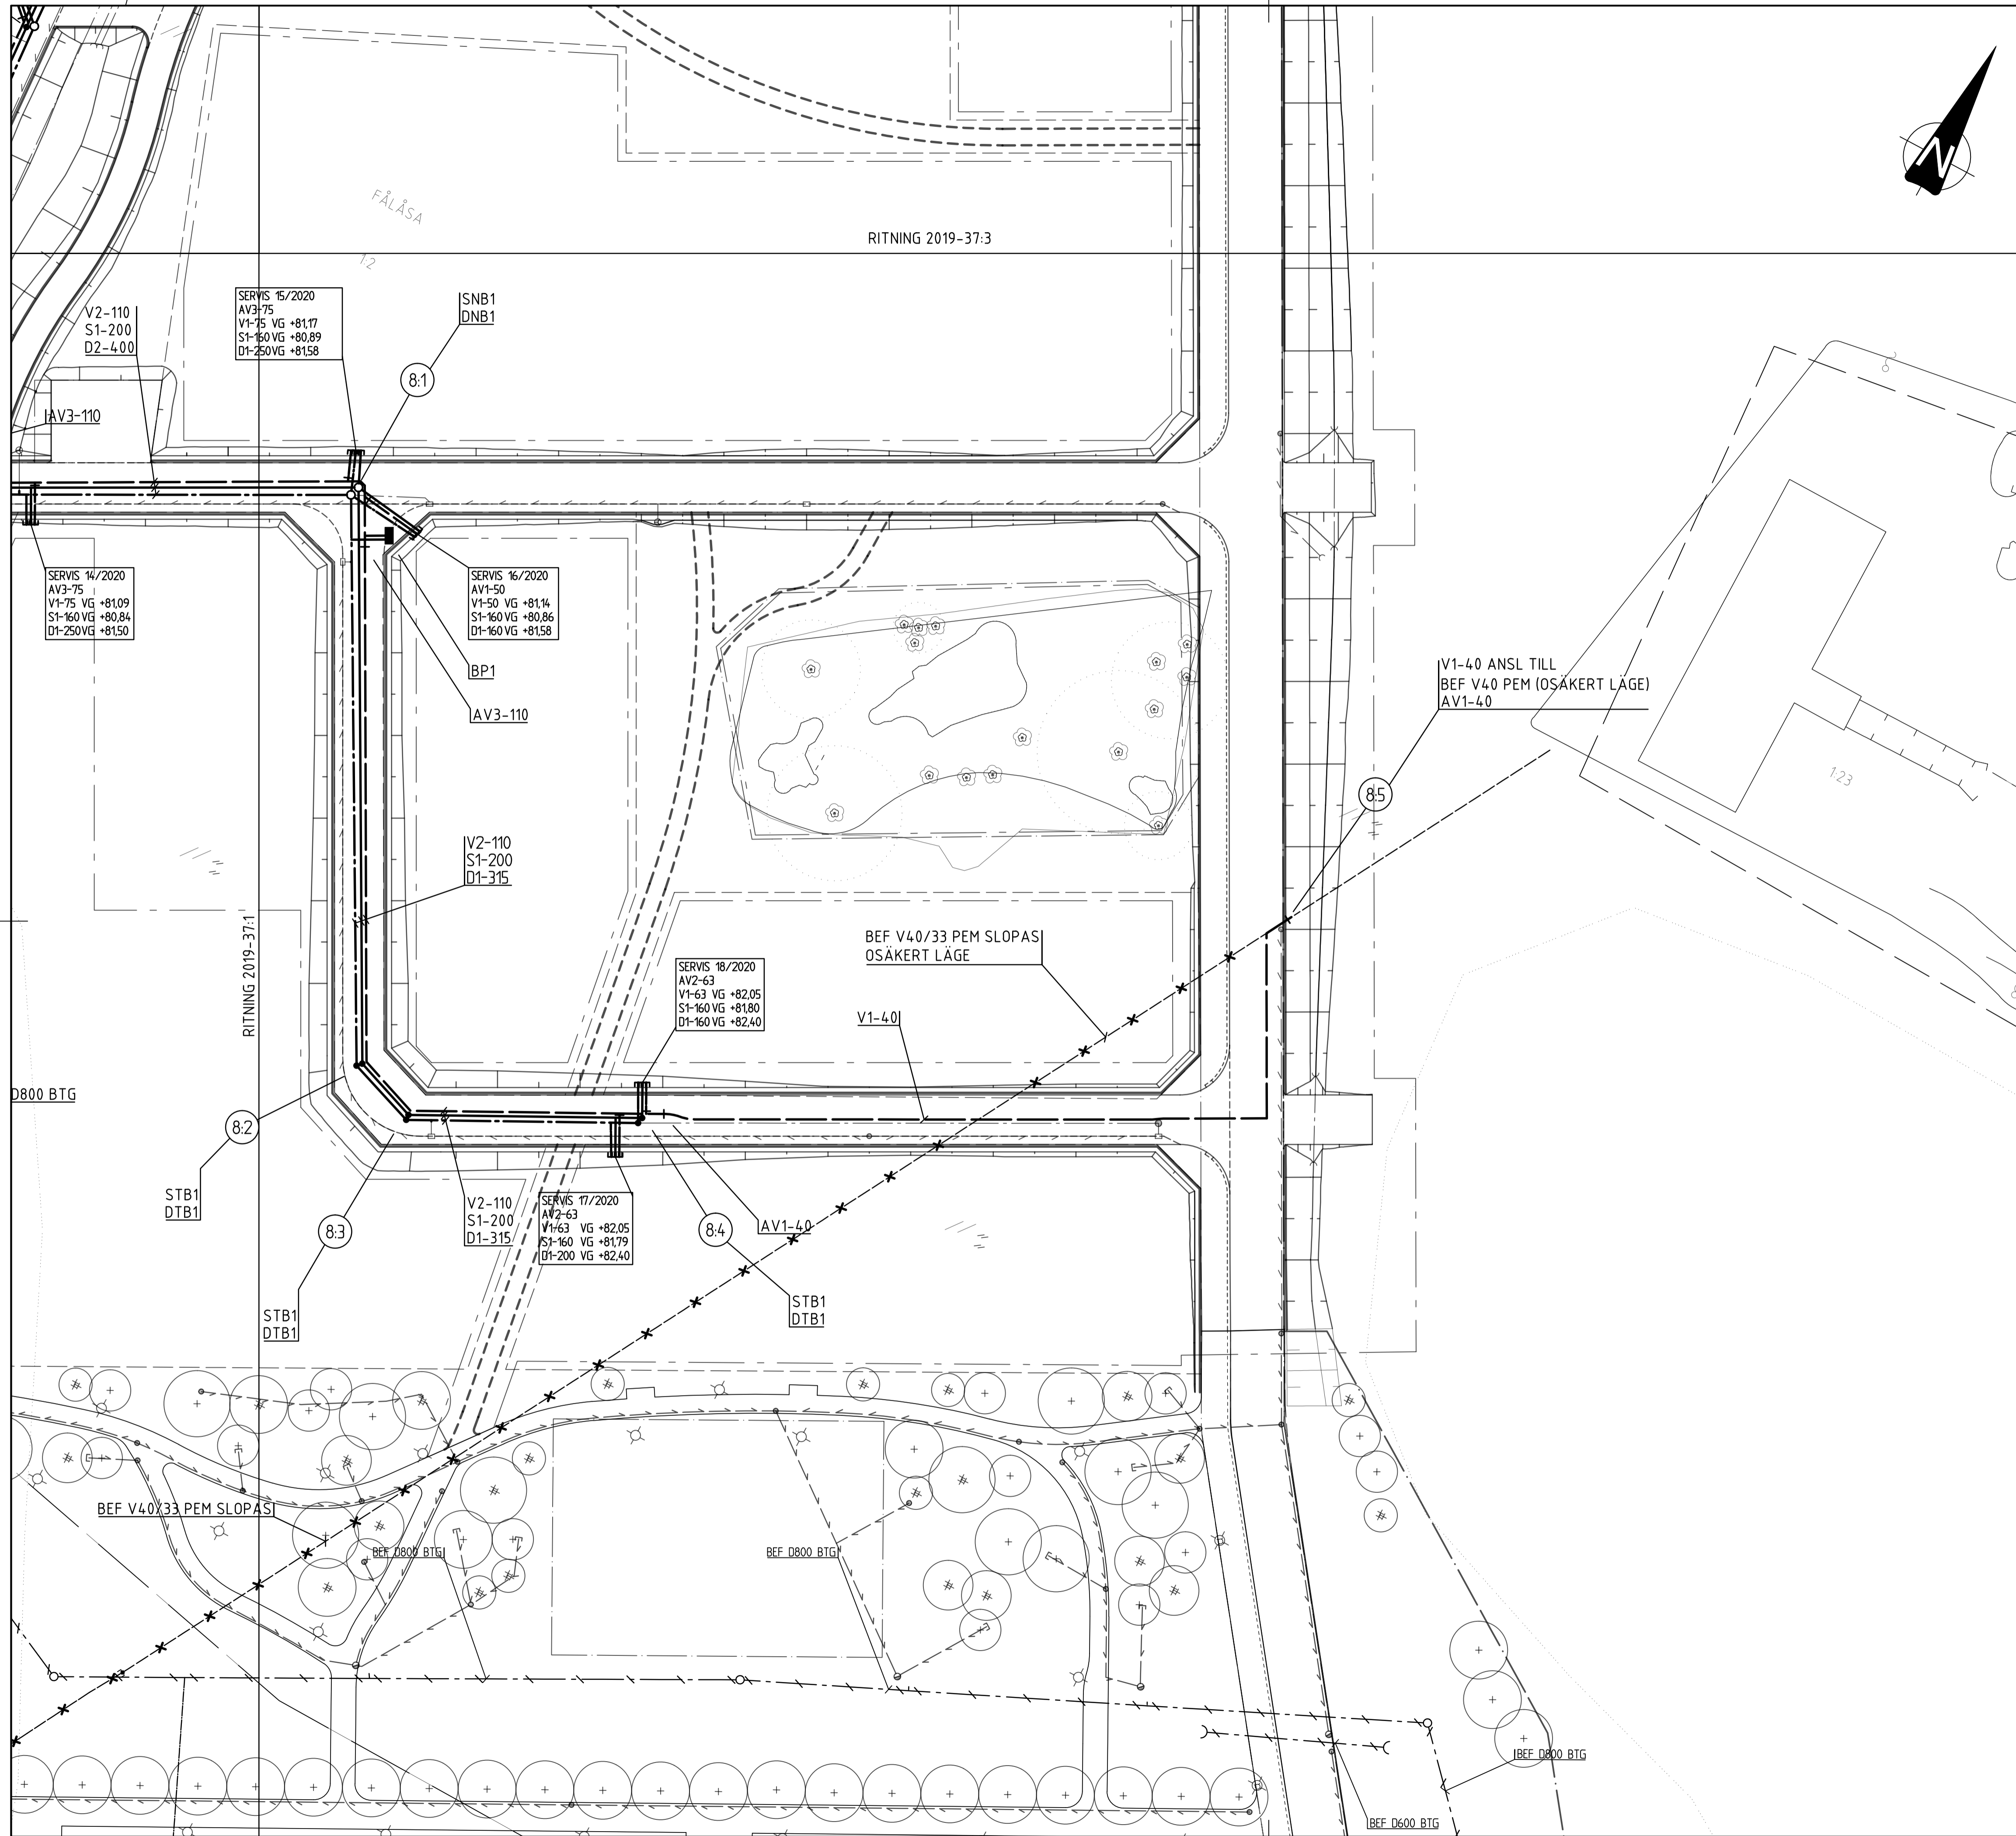 N
FÅLÅSA
1:2
RITNING 2019-37:3
V2-110
S1-200
D2-400
SERVIS 15/2020
AV3-75
V1-75 VG +81,17
S1-160 VG +80,89
D1-250VG +81,58
SNB1
DNB1
8:1
AV3-110
SERVIS 14/2020
AV3-75
V1-75 VG +81,09
S1-160 VG +80,84
D1-250VG +81,50
SERVIS 16/2020
AV1-50
V1-50 VG +81,14
S1-160 VG +80,86
D1-160 VG +81,58
BP1
AV3-110
V1-40 ANSL TILL
BEF V40 PEM (OSÄKERT LÄGE)
AV1-40
8:5
1:23
V2-110
S1-200
D1-315
RITNING 2019-37:1
BEF V40/33 PEM SLOPAS
OSÄKERT LÄGE
SERVIS 18/2020
AV2-63
V1-63 VG +82,05
S1-160 VG +81,80
D1-160 VG +82,40
V1-40
D800 BTG
8:2
STB1
DTB1
8:3
STB1
DTB1
V2-110
S1-200
D1-315
SERVIS 17/2020
AV2-63
V1-63 VG +82,05
S1-160 VG +81,79
D1-200 VG +82,40
8:4
AV1-40
STB1
DTB1
BEF V40/33 PEM SLOPAS
BEF D800 BTG
BEF D800 BTG
BEF D800 BTG
BEF D600 BTG